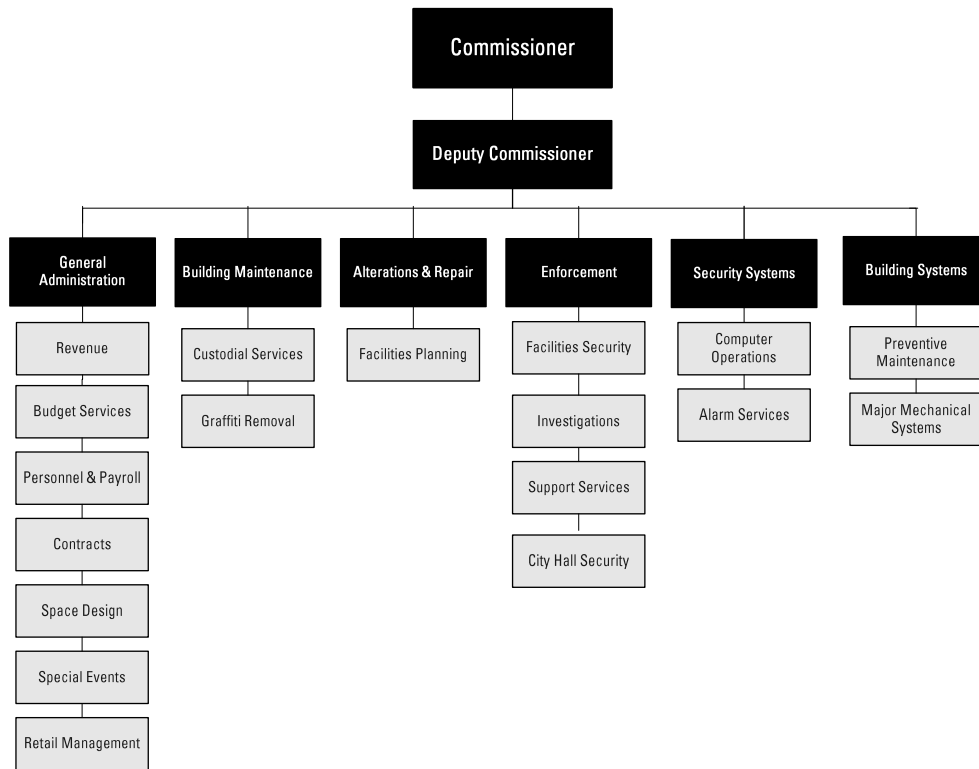 Commissioner
Deputy Commissioner
General
Administration
Building Maintenance
Alterations & Repair
Enforcement
Security Systems
Building Systems
Revenue
Budget Services
Personnel & Payroll
Contracts
Space Design
Special Events
Retail Management
Custodial Services
Graffiti Removal
Facilities Planning
Facilities Security
Investigations
Support Services
City Hall Security
Computer
Operations
Alarm Services
Preventive
Maintenance
Major Mechanical
Systems